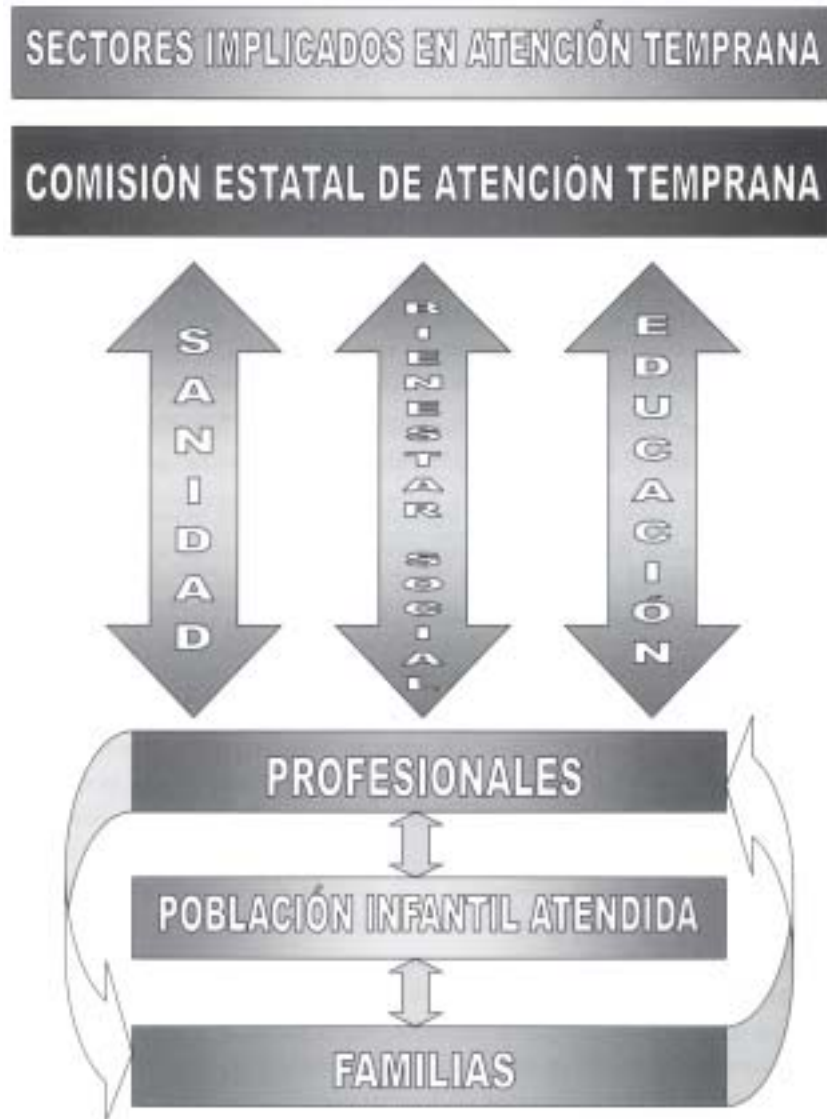 SECTORES IMPLICADOS EN ATENCIÓN TEMPRANA
COMISIÓN ESTATAL DE ATENCIÓN TEMPRANA
SANIDAD
BIENESTAR SOCIAL
EDUCACIÓN
PROFESIONALES
POBLACIÓN INFANTIL ATENDIDA
FAMILIAS